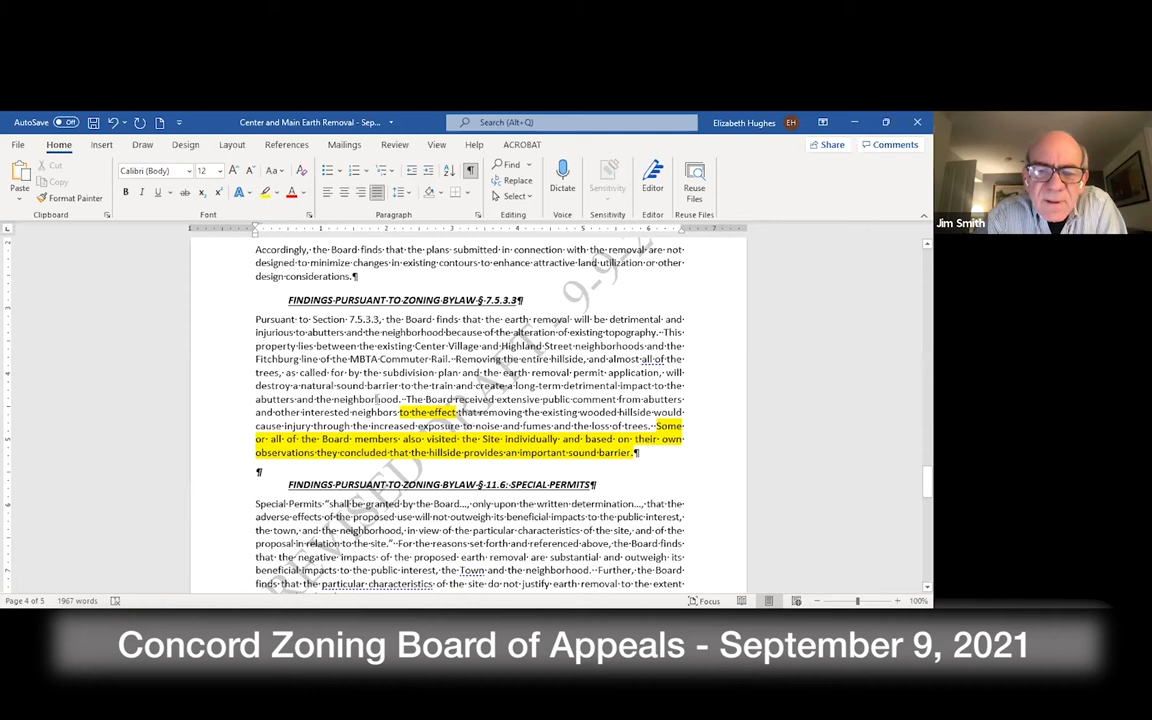 AutoSave Off
Center and Main Earth Removal - Sep...
Search (Alt+Q)
Elizabeth Hughes EH
File Home Insert Draw Design Layout References Mailings Review View Help ACROBAT
Share Comments
Paste
Cut
Copy
Format Painter
Calibri (Body) 12
Find
Replace
Select
Dictate
Sensitivity
Editor
Reuse Files
Clipboard Font Paragraph Editing Voice Sensitivity Editor Reuse Files
Jim Smith
Accordingly, the Board finds that the plans submitted in connection with the removal are not
designed to minimize changes in existing contours to enhance attractive land utilization or other
design considerations.¶
FINDINGS PURSUANT TO ZONING BYLAW § 7.5.3.3¶
Pursuant to Section 7.5.3.3, the Board finds that the earth removal will be detrimental and
injurious to abutters and the neighborhood because of the alteration of existing topography. This
property lies between the existing Center Village and Highland Street neighborhoods and the
Fitchburg line of the MBTA Commuter Rail. Removing the entire hillside, and almost all of the
trees, as called for by the subdivision plan and the earth removal permit application, will
destroy a natural sound barrier to the train and create a long-term detrimental impact to the
abutters and the neighborhood. The Board received extensive public comment from abutters
and other interested neighbors to the effect that removing the existing wooded hillside would
cause injury through the increased exposure to noise and fumes and the loss of trees. Some
or all of the Board members also visited the Site individually and based on their own
observations they concluded that the hillside provides an important sound barrier.¶
¶
FINDINGS PURSUANT TO ZONING BYLAW § 11.6: SPECIAL PERMITS¶
Special Permits "shall be granted by the Board..., only upon the written determination..., that the
adverse effects of the proposed use will not outweigh its beneficial impacts to the public interest,
the town, and the neighborhood, in view of the particular characteristics of the site, and of the
proposal in relation to the site." For the reasons set forth and referenced above, the Board finds
that the negative impacts of the proposed earth removal are substantial and outweigh its
beneficial impacts to the public interest, the Town and the neighborhood. Further, the Board
finds that the particular characteristics of the site do not justify earth removal to the extent
REVISED DRAFT - 9-9-2
Page 4 of 5 1967 words
Focus
100%
Concord Zoning Board of Appeals - September 9, 2021